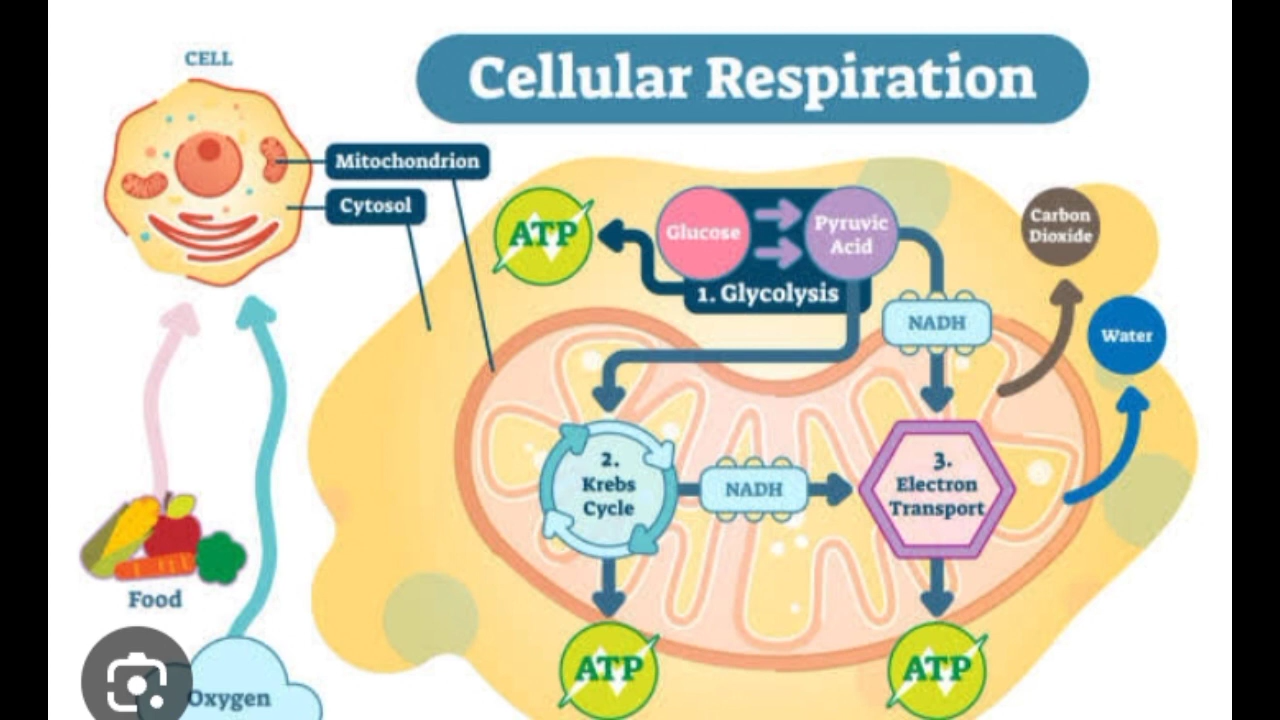 CELL
Cellular Respiration
Mitochondrion
Cytosol
ATP
Glucose
Pyruvic
Acid
1. Glycolysis
Carbon
Dioxide
NADH
Water
2.
Krebs
Cycle
NADH
3.
Electron
Transport
Food
Oxygen
ATP
ATP